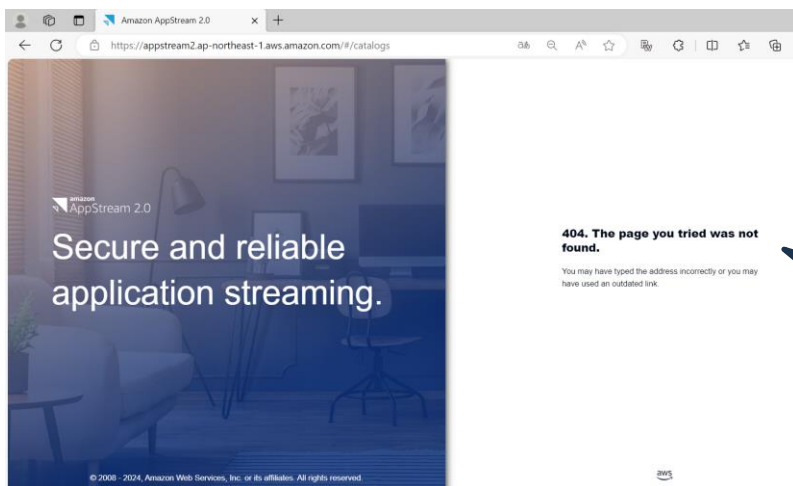 Amazon AppStream 2.0
https://appstream2.ap-northeast-1.aws.amazon.com/#/catalogs
amazon
AppStream 2.0
Secure and reliable
application streaming.
404. The page you tried was not
found.
You may have typed the address incorrectly or you may
have used an outdated link.
© 2008 - 2024, Amazon Web Services, Inc. or its affiliates. All rights reserved.
aws